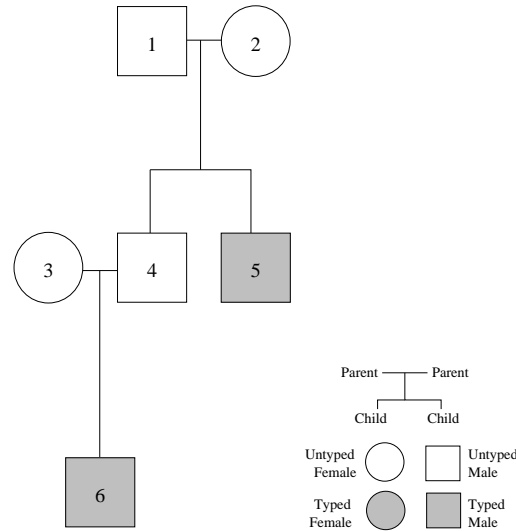 1
2
3
4
5
Parent
Parent
Child
Child
Untyped
Female
Untyped
Male
6
Typed
Female
Typed
Male